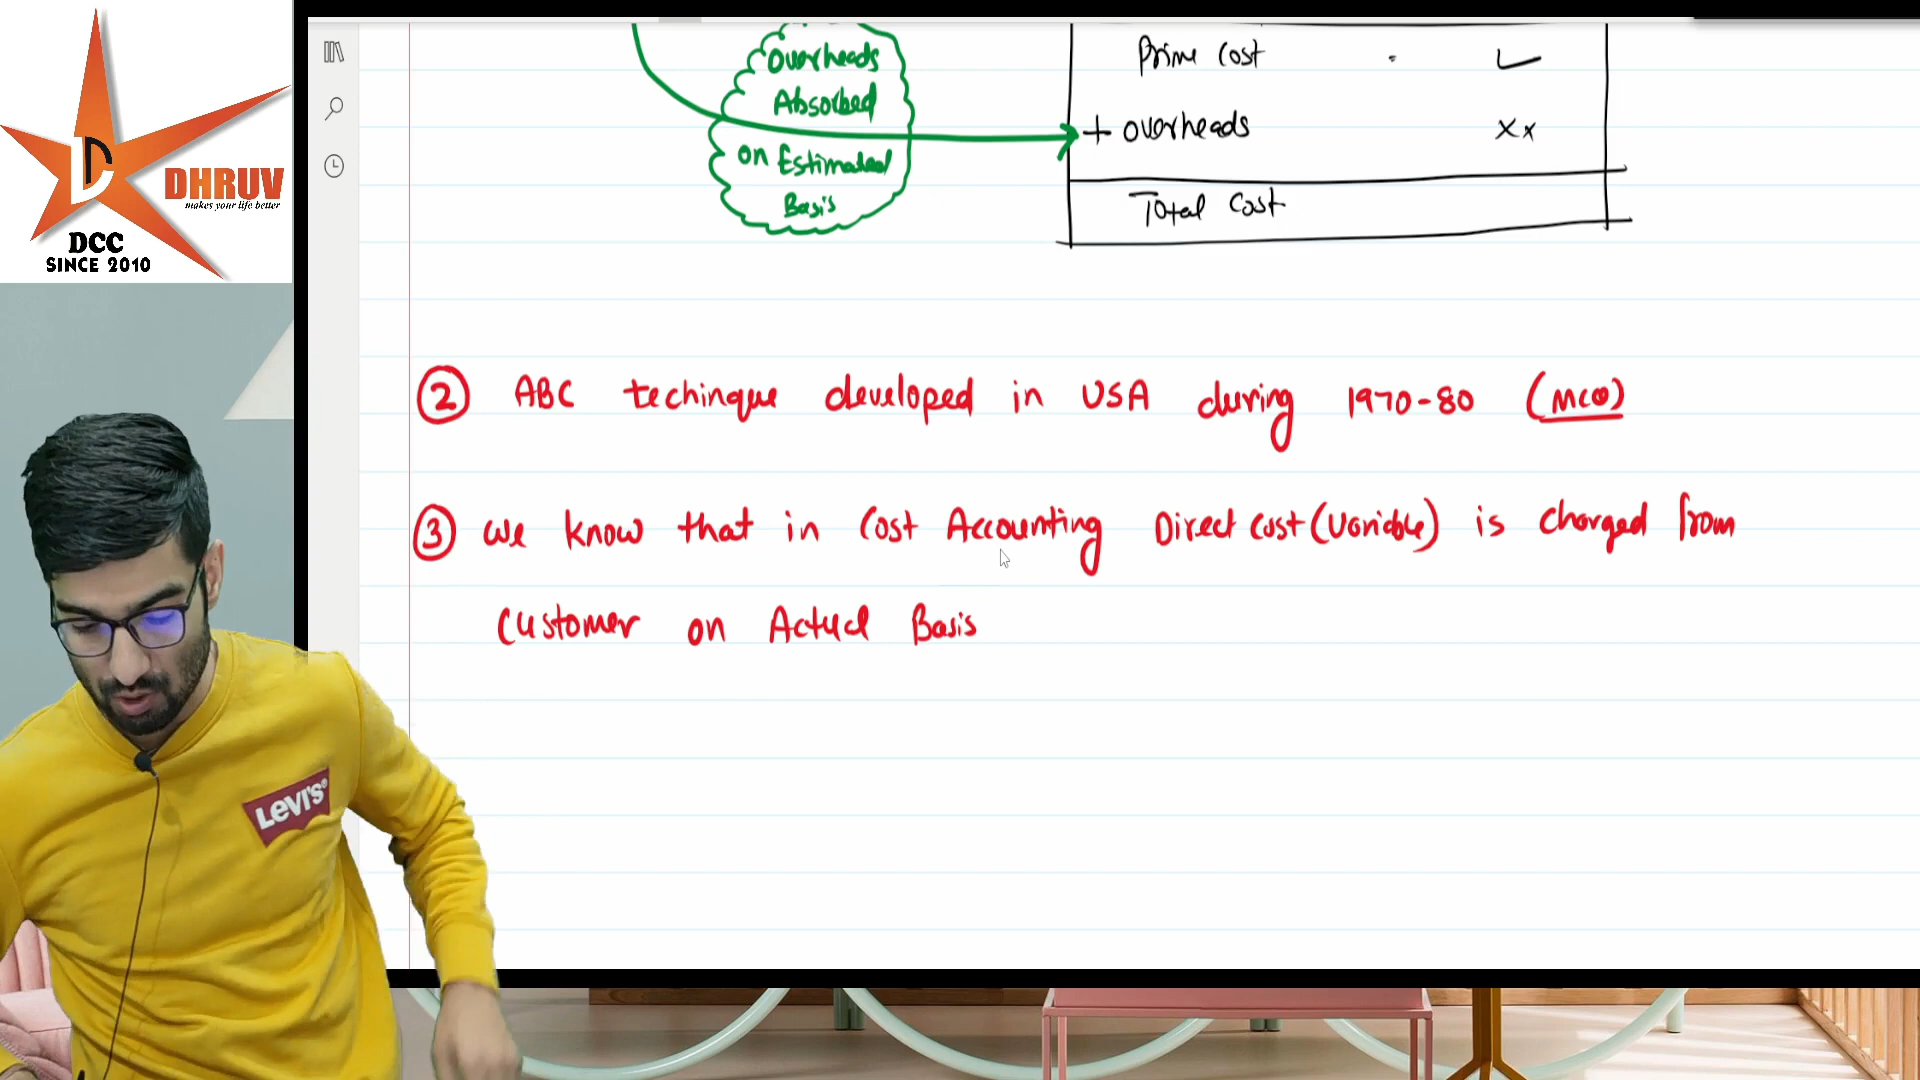 DHRUV
makes your life better
DCC
SINCE 2010
Overheads
Absorbed
on Estimated
Basis
Prime Cost
+ overheads xx
Total Cost
② ABC techinque developed in USA during 1970-80 (MCQ)
③ We know that in Cost Accounting Direct Cost (Variable) is charged from
Customer on Actual Basis
Levi's®